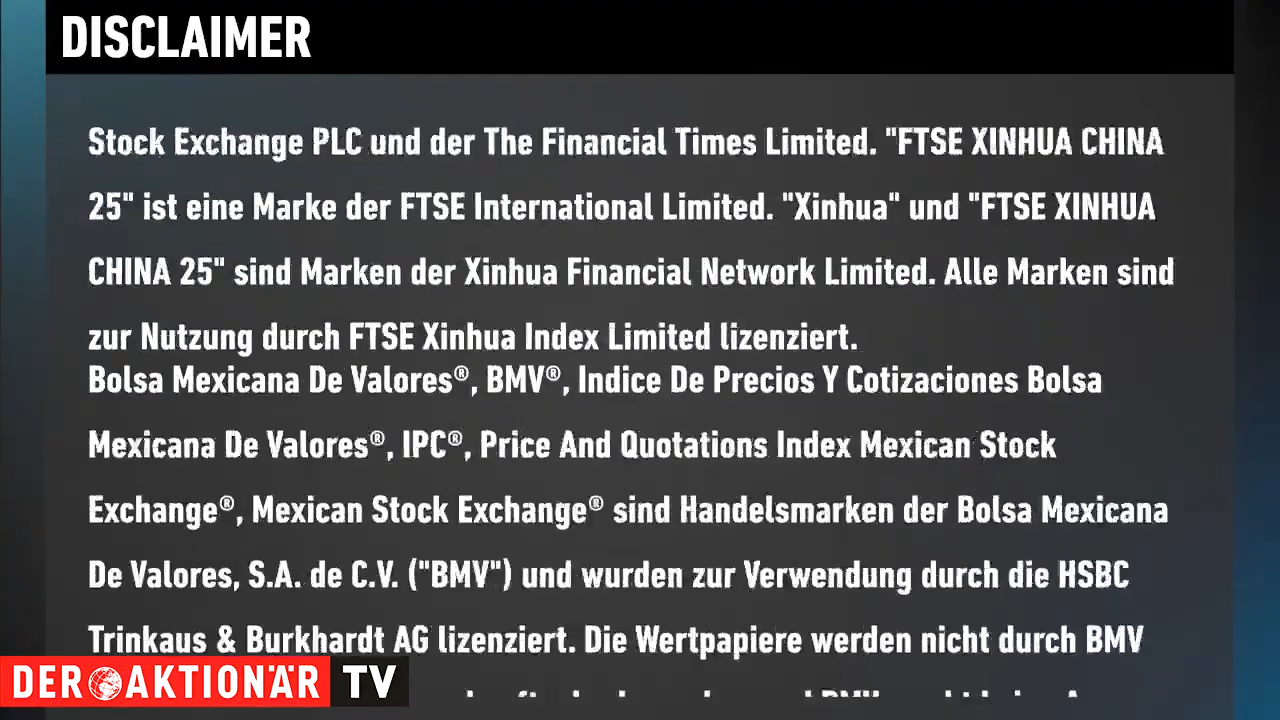 DISCLAIMER
Stock Exchange PLC und der The Financial Times Limited. "FTSE XINHUA CHINA
25" ist eine Marke der FTSE International Limited. "Xinhua" und "FTSE XINHUA
CHINA 25" sind Marken der Xinhua Financial Network Limited. Alle Marken sind
zur Nutzung durch FTSE Xinhua Index Limited lizenziert.
Bolsa Mexicana De Valores®, BMV®, Indice De Precios Y Cotizaciones Bolsa
Mexicana De Valores®, IPC®, Price And Quotations Index Mexican Stock
Exchange®, Mexican Stock Exchange® sind Handelsmarken der Bolsa Mexicana
De Valores, S.A. de C.V. ("BMV") und wurden zur Verwendung durch die HSBC
Trinkaus & Burkhardt AG lizenziert. Die Wertpapiere werden nicht durch BMV
DER AKTIONÄR TV